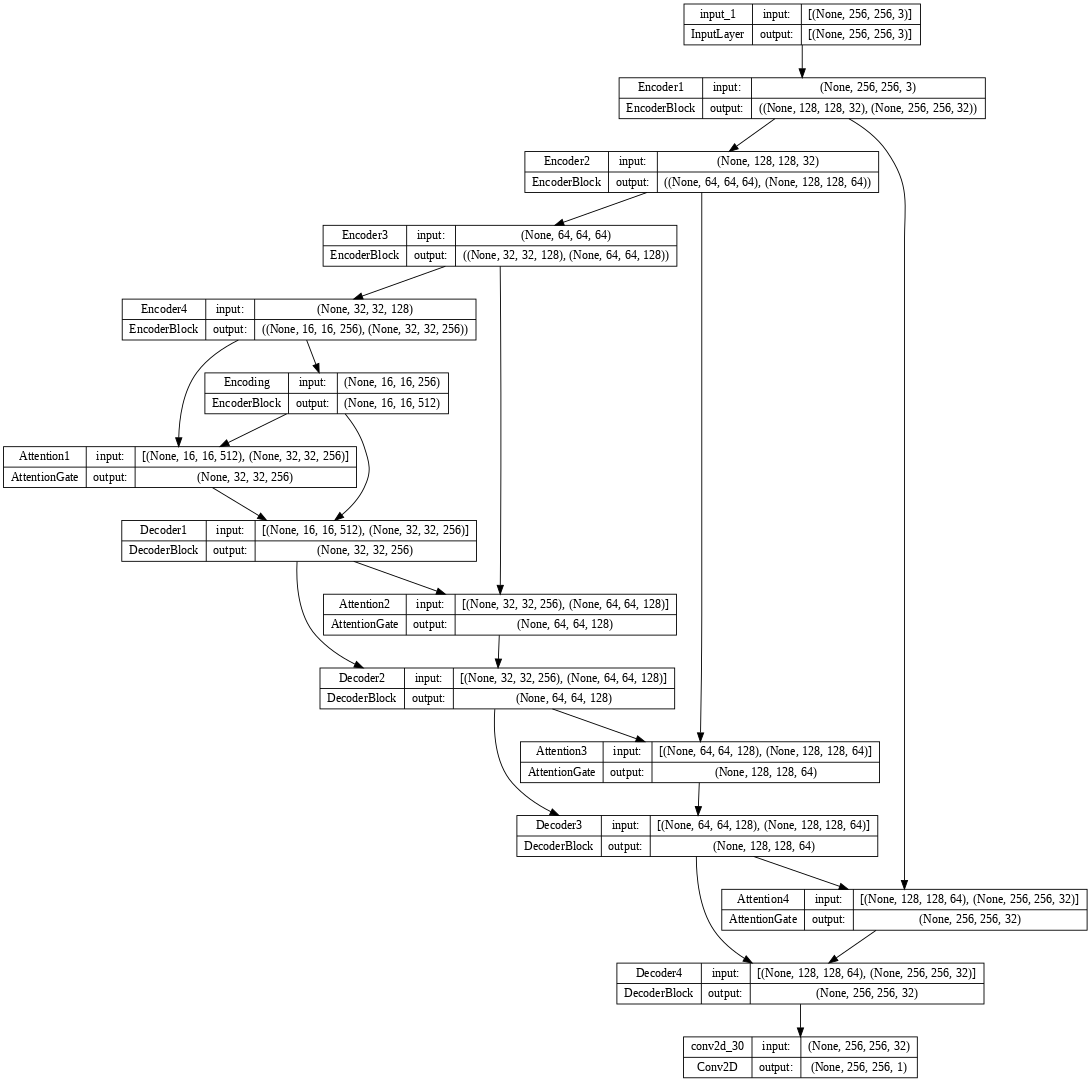 input_1 input: [(None, 256, 256, 3)]
InputLayer output: [(None, 256, 256, 3)]
Encoder1 input: (None, 256, 256, 3)
EncoderBlock output: ((None, 128, 128, 32), (None, 256, 256, 32))
Encoder2 input: (None, 128, 128, 32)
EncoderBlock output: ((None, 64, 64, 64), (None, 128, 128, 64))
Encoder3 input: (None, 64, 64, 64)
EncoderBlock output: ((None, 32, 32, 128), (None, 64, 64, 128))
Encoder4 input: (None, 32, 32, 128)
EncoderBlock output: ((None, 16, 16, 256), (None, 32, 32, 256))
Encoding input: (None, 16, 16, 256)
EncoderBlock output: (None, 16, 16, 512)
Attention1 input: [(None, 16, 16, 512), (None, 32, 32, 256)]
AttentionGate output: (None, 32, 32, 256)
Decoder1 input: [(None, 16, 16, 512), (None, 32, 32, 256)]
DecoderBlock output: (None, 32, 32, 256)
Attention2 input: [(None, 32, 32, 256), (None, 64, 64, 128)]
AttentionGate output: (None, 64, 64, 128)
Decoder2 input: [(None, 32, 32, 256), (None, 64, 64, 128)]
DecoderBlock output: (None, 64, 64, 128)
Attention3 input: [(None, 64, 64, 128), (None, 128, 128, 64)]
AttentionGate output: (None, 128, 128, 64)
Decoder3 input: [(None, 64, 64, 128), (None, 128, 128, 64)]
DecoderBlock output: (None, 128, 128, 64)
Attention4 input: [(None, 128, 128, 64), (None, 256, 256, 32)]
AttentionGate output: (None, 256, 256, 32)
Decoder4 input: [(None, 128, 128, 64), (None, 256, 256, 32)]
DecoderBlock output: (None, 256, 256, 32)
conv2d_30 input: (None, 256, 256, 32)
Conv2D output: (None, 256, 256, 1)